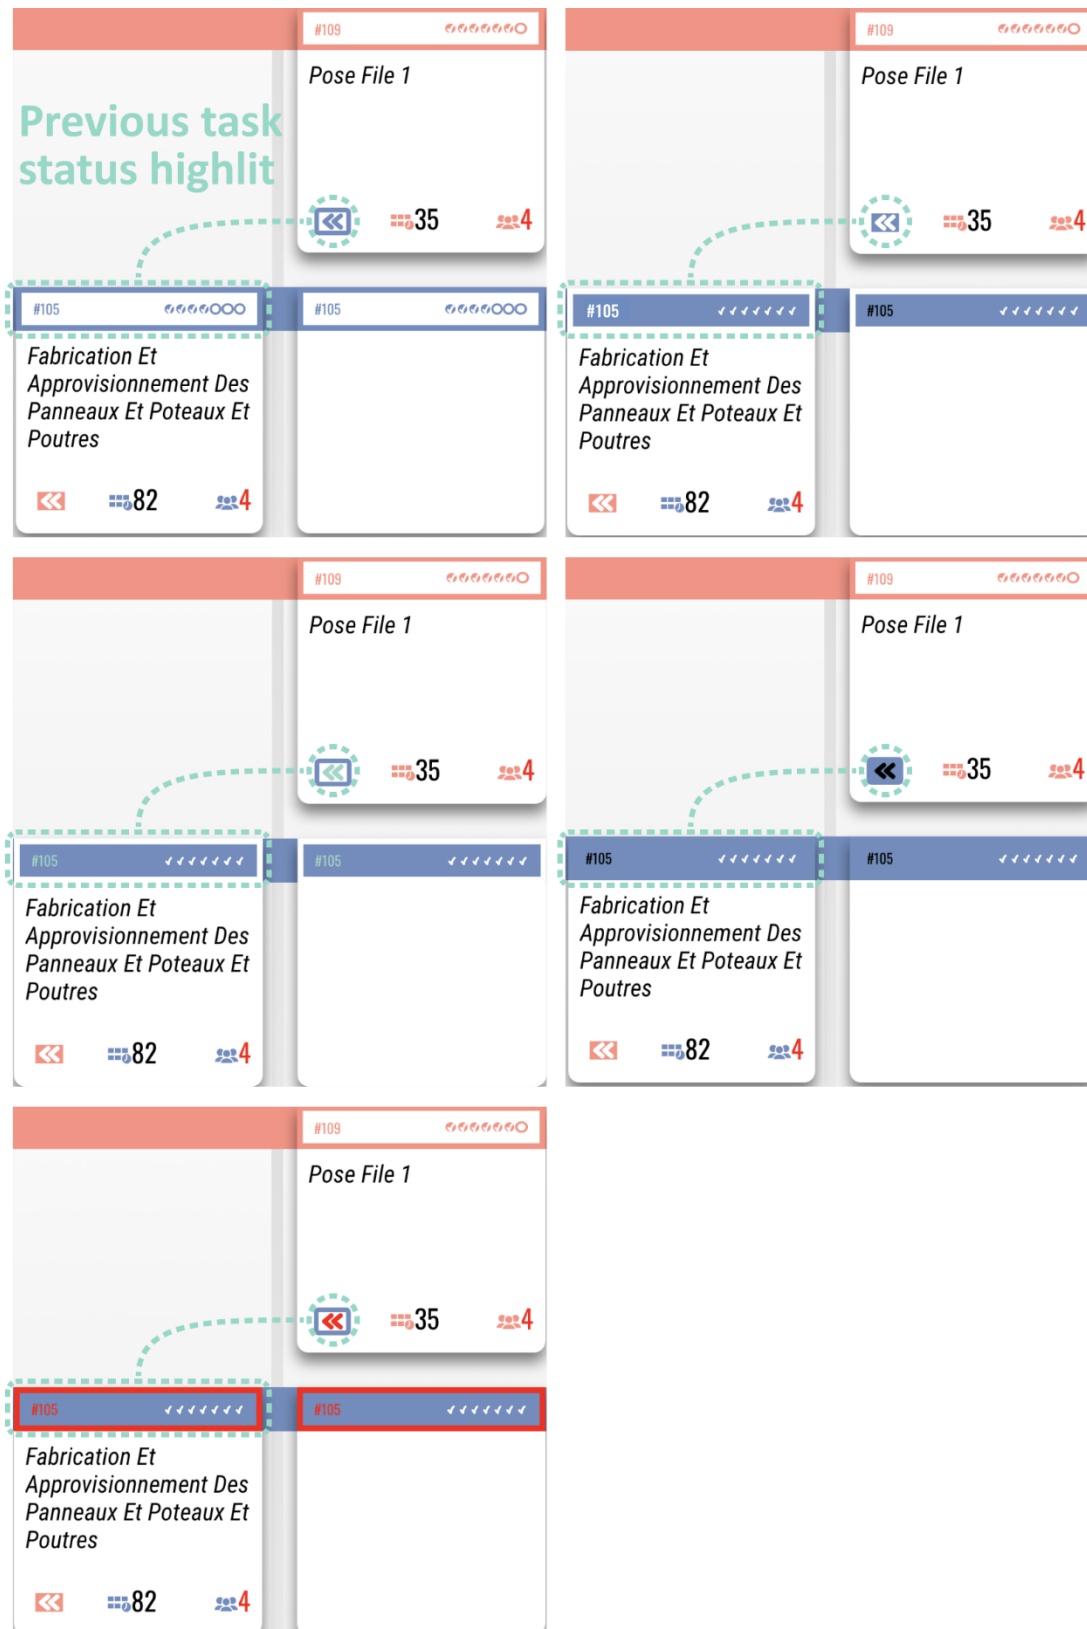 #109
Pose File 1
Previous task
status highlit
35
4
#105
#105
Fabrication Et
Approvisionnement Des
Panneaux Et Poteaux Et
Poutres
82
4
#109
Pose File 1
35
4
#105
#105
Fabrication Et
Approvisionnement Des
Panneaux Et Poteaux Et
Poutres
82
4
#109
Pose File 1
35
4
#105
#105
Fabrication Et
Approvisionnement Des
Panneaux Et Poteaux Et
Poutres
82
4
#109
Pose File 1
35
4
#105
#105
Fabrication Et
Approvisionnement Des
Panneaux Et Poteaux Et
Poutres
82
4
#109
Pose File 1
35
4
#105
#105
Fabrication Et
Approvisionnement Des
Panneaux Et Poteaux Et
Poutres
82
4